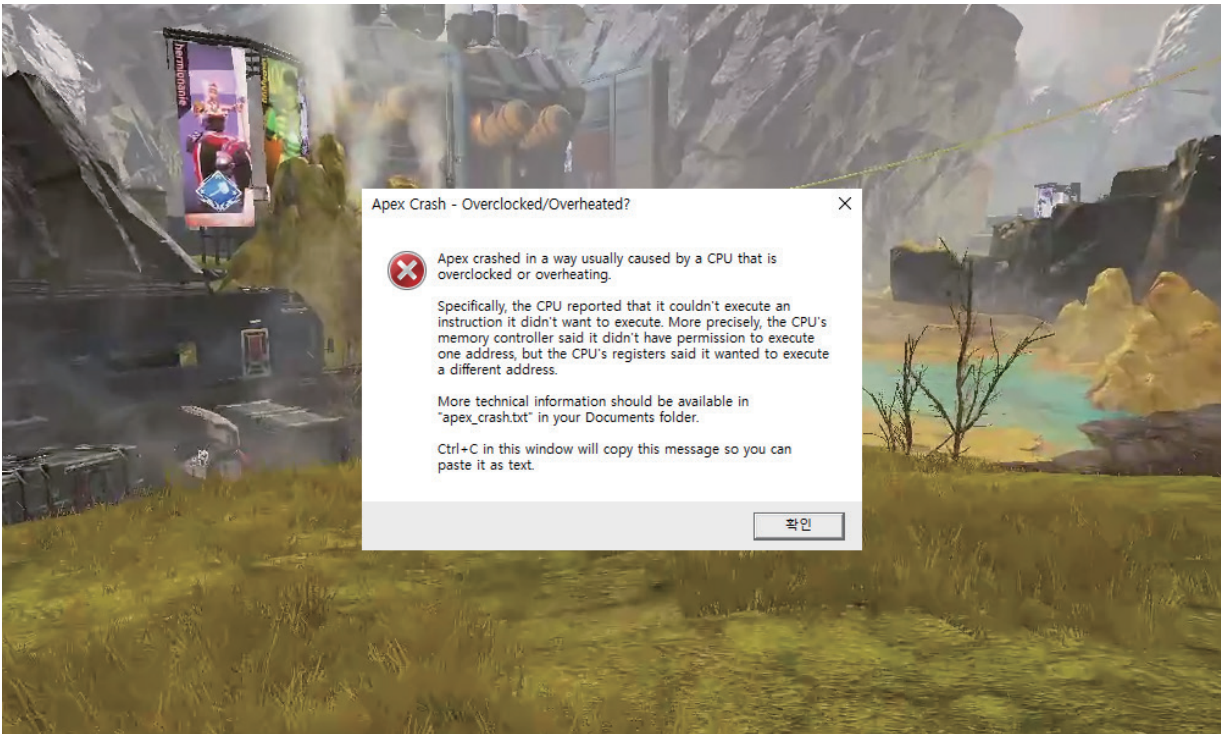 hermionanie
Apex Crash - Overclocked/Overheated?
Apex crashed in a way usually caused by a CPU that is
overclocked or overheating.
Specifically, the CPU reported that it couldn't execute an
instruction it didn't want to execute. More precisely, the CPU's
memory controller said it didn't have permission to execute
one address, but the CPU's registers said it wanted to execute
a different address.
More technical information should be available in
"apex_crash.txt" in your Documents folder.
Ctrl+C in this window will copy this message so you can
paste it as text.
확인